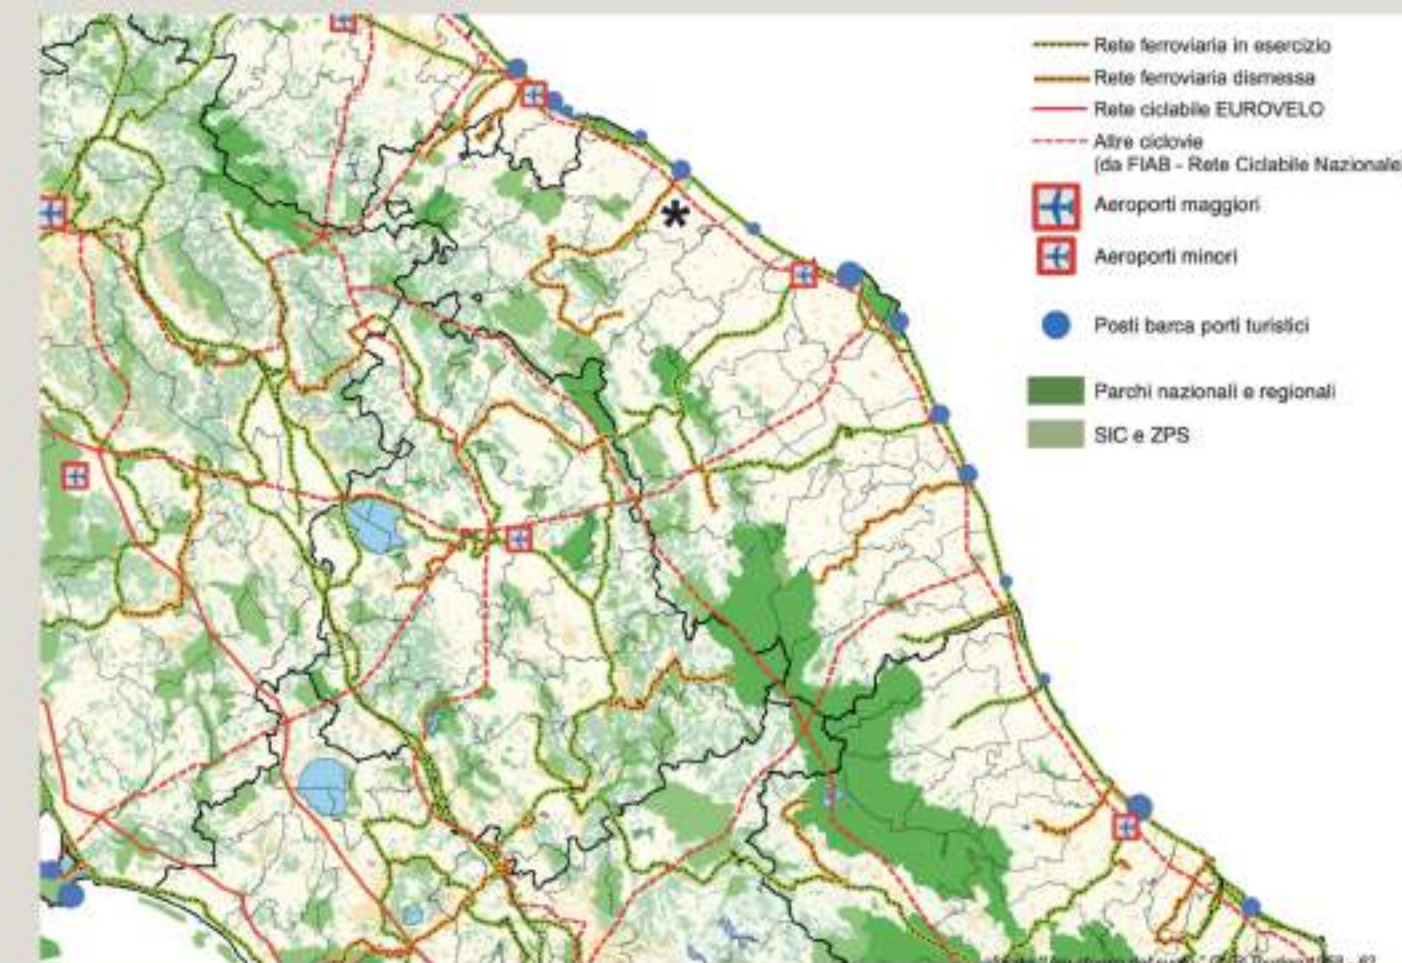 Rete ferroviaria in esercizio
Rete ferroviaria dismessa
Rete ciclabile EUROVELO
Altre ciclovie
(da FIAB - Rete Ciclabile Nazionale
Aeroporti maggiori
Aeroporti minori
Posti barca porti turistici
Parchi nazionali e regionali
SIC e ZPS
*